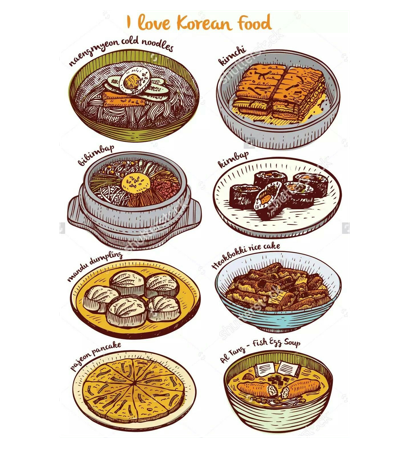 I love Korean Food
naengmyeon cold noodles
kimchi
bibimbap
kimbap
mandu dumpling
tteokbokki rice cake
pajeon pancake
Al Tang - Fish Egg Soup